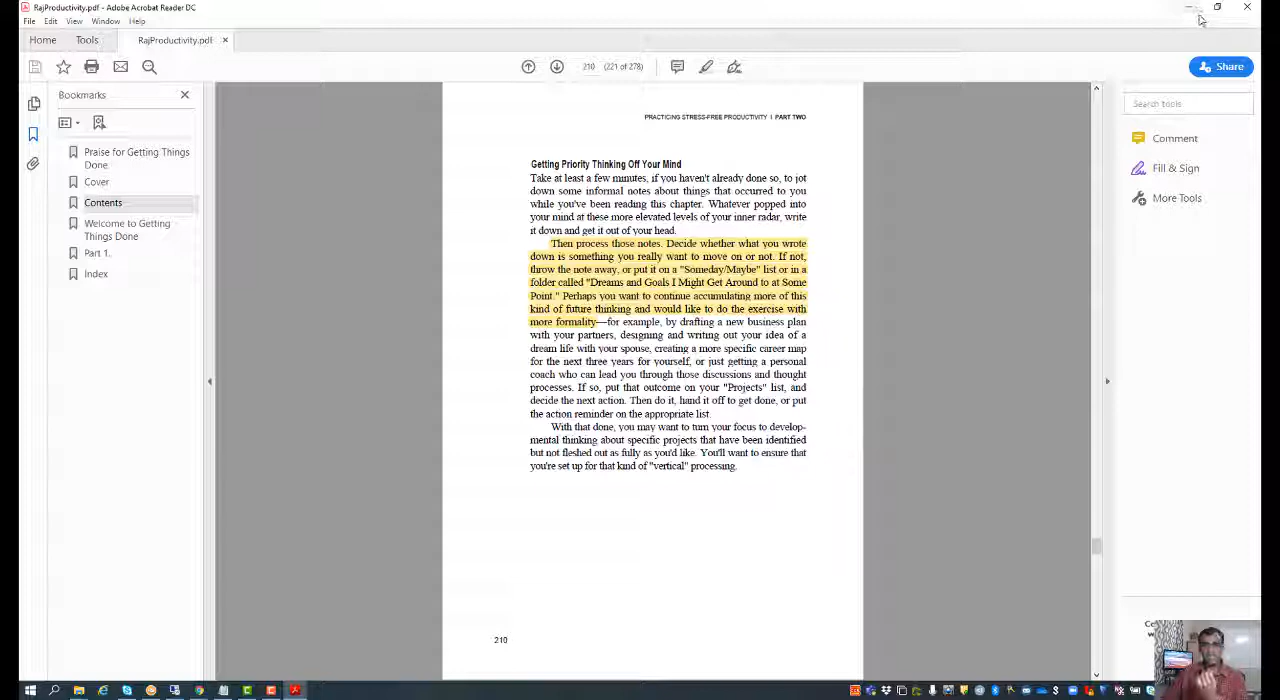 RajProductivity.pdf - Adobe Acrobat Reader DC
File Edit View Window Help
Home Tools RajProductivity.pdf
210 (221 of 278)
Share
Bookmarks
Praise for Getting Things
Done
Cover
Contents
Welcome to Getting
Things Done
Part 1.
Index
PRACTICING STRESS-FREE PRODUCTIVITY | PART TWO
Getting Priority Thinking Off Your Mind
Take at least a few minutes, if you haven't already done so, to jot
down some informal notes about things that occurred to you
while you've been reading this chapter. Whatever popped into
your mind at these more elevated levels of your inner radar, write
it down and get it out of your head.
Then process those notes. Decide whether what you wrote
down is something you really want to move on or not. If not,
throw the note away, or put it on a "Someday/Maybe" list or in a
folder called "Dreams and Goals I Might Get Around to at Some
Point." Perhaps you want to continue accumulating more of this
kind of future thinking and would like to do the exercise with
more formality—for example, by drafting a new business plan
with your partners, designing and writing out your idea of a
dream life with your spouse, creating a more specific career map
for the next three years for yourself, or just getting a personal
coach who can lead you through those discussions and thought
processes. If so, put that outcome on your "Projects" list, and
decide the next action. Then do it, hand it off to get done, or put
the action reminder on the appropriate list.
With that done, you may want to turn your focus to develop-
mental thinking about specific projects that have been identified
but not fleshed out as fully as you'd like. You'll want to ensure that
you're set up for that kind of "vertical" processing.
210
Search tools
Comment
Fill & Sign
More Tools